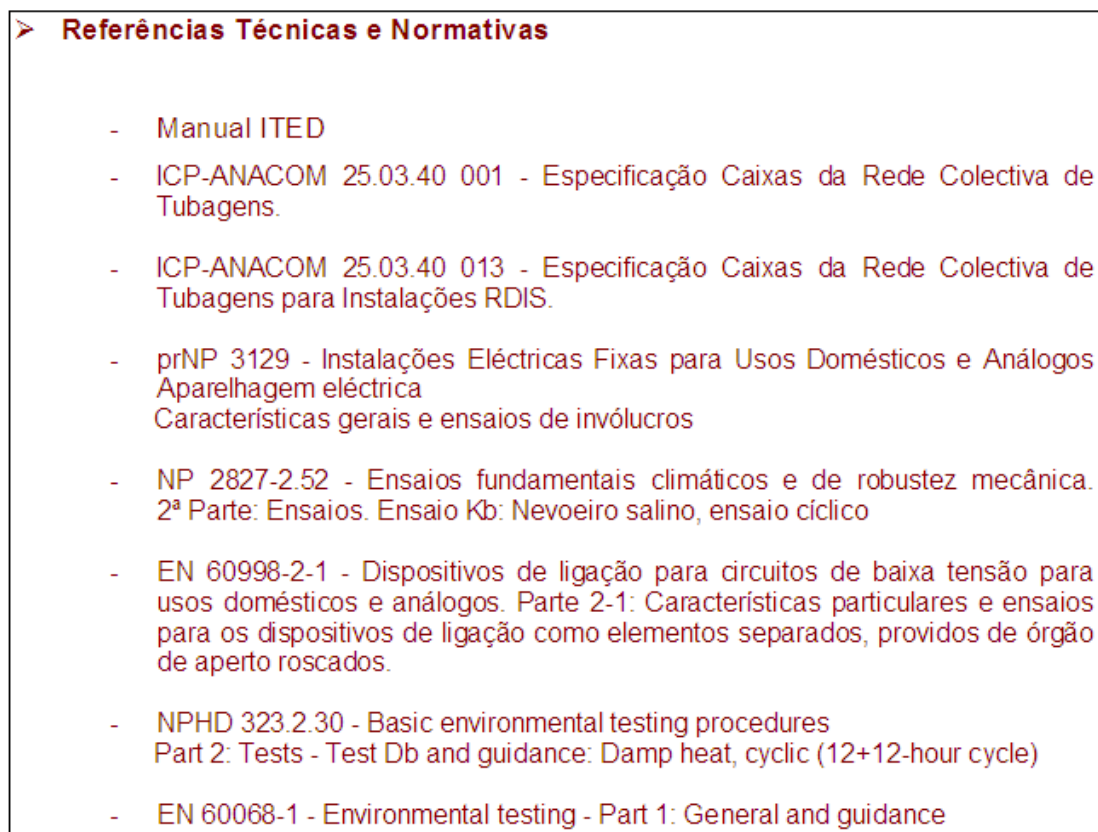 ➢ Referências Técnicas e Normativas
- Manual ITED
- ICP-ANACOM 25.03.40 001 - Especificação Caixas da Rede Colectiva de
Tubagens.
- ICP-ANACOM 25.03.40 013 - Especificação Caixas da Rede Colectiva de
Tubagens para Instalações RDIS.
- prNP 3129 - Instalações Eléctricas Fixas para Usos Domésticos e Análogos
Aparelhagem eléctrica
Características gerais e ensaios de invólucros
- NP 2827-2.52 - Ensaios fundamentais climáticos e de robustez mecânica.
2ª Parte: Ensaios. Ensaio Kb: Nevoeiro salino, ensaio cíclico
- EN 60998-2-1 - Dispositivos de ligação para circuitos de baixa tensão para
usos domésticos e análogos. Parte 2-1: Características particulares e ensaios
para os dispositivos de ligação como elementos separados, providos de órgão
de aperto roscados.
- NPHD 323.2.30 - Basic environmental testing procedures
Part 2: Tests - Test Db and guidance: Damp heat, cyclic (12+12-hour cycle)
- EN 60068-1 - Environmental testing - Part 1: General and guidance